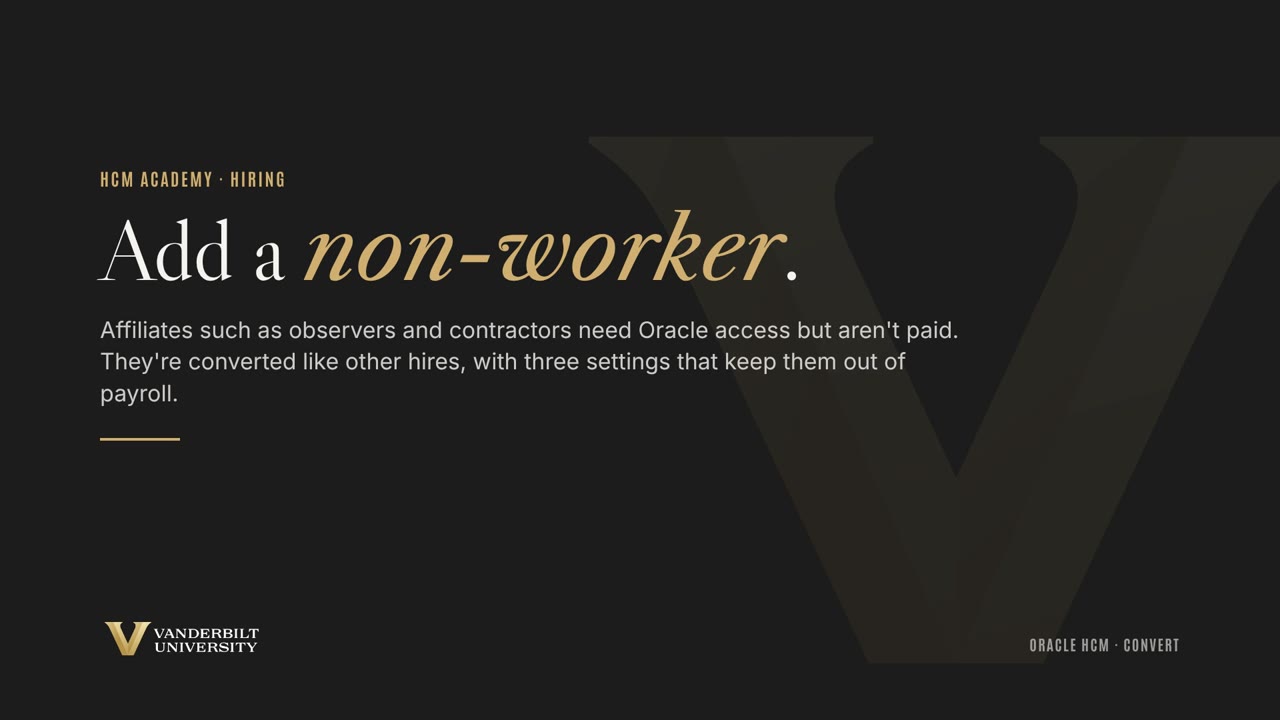 HCM ACADEMY · HIRING
Add a non-worker.
Affiliates such as observers and contractors need Oracle access but aren't paid.
They're converted like other hires, with three settings that keep them out of
payroll.
VANDERBILT
UNIVERSITY
ORACLE HCM · CONVERT